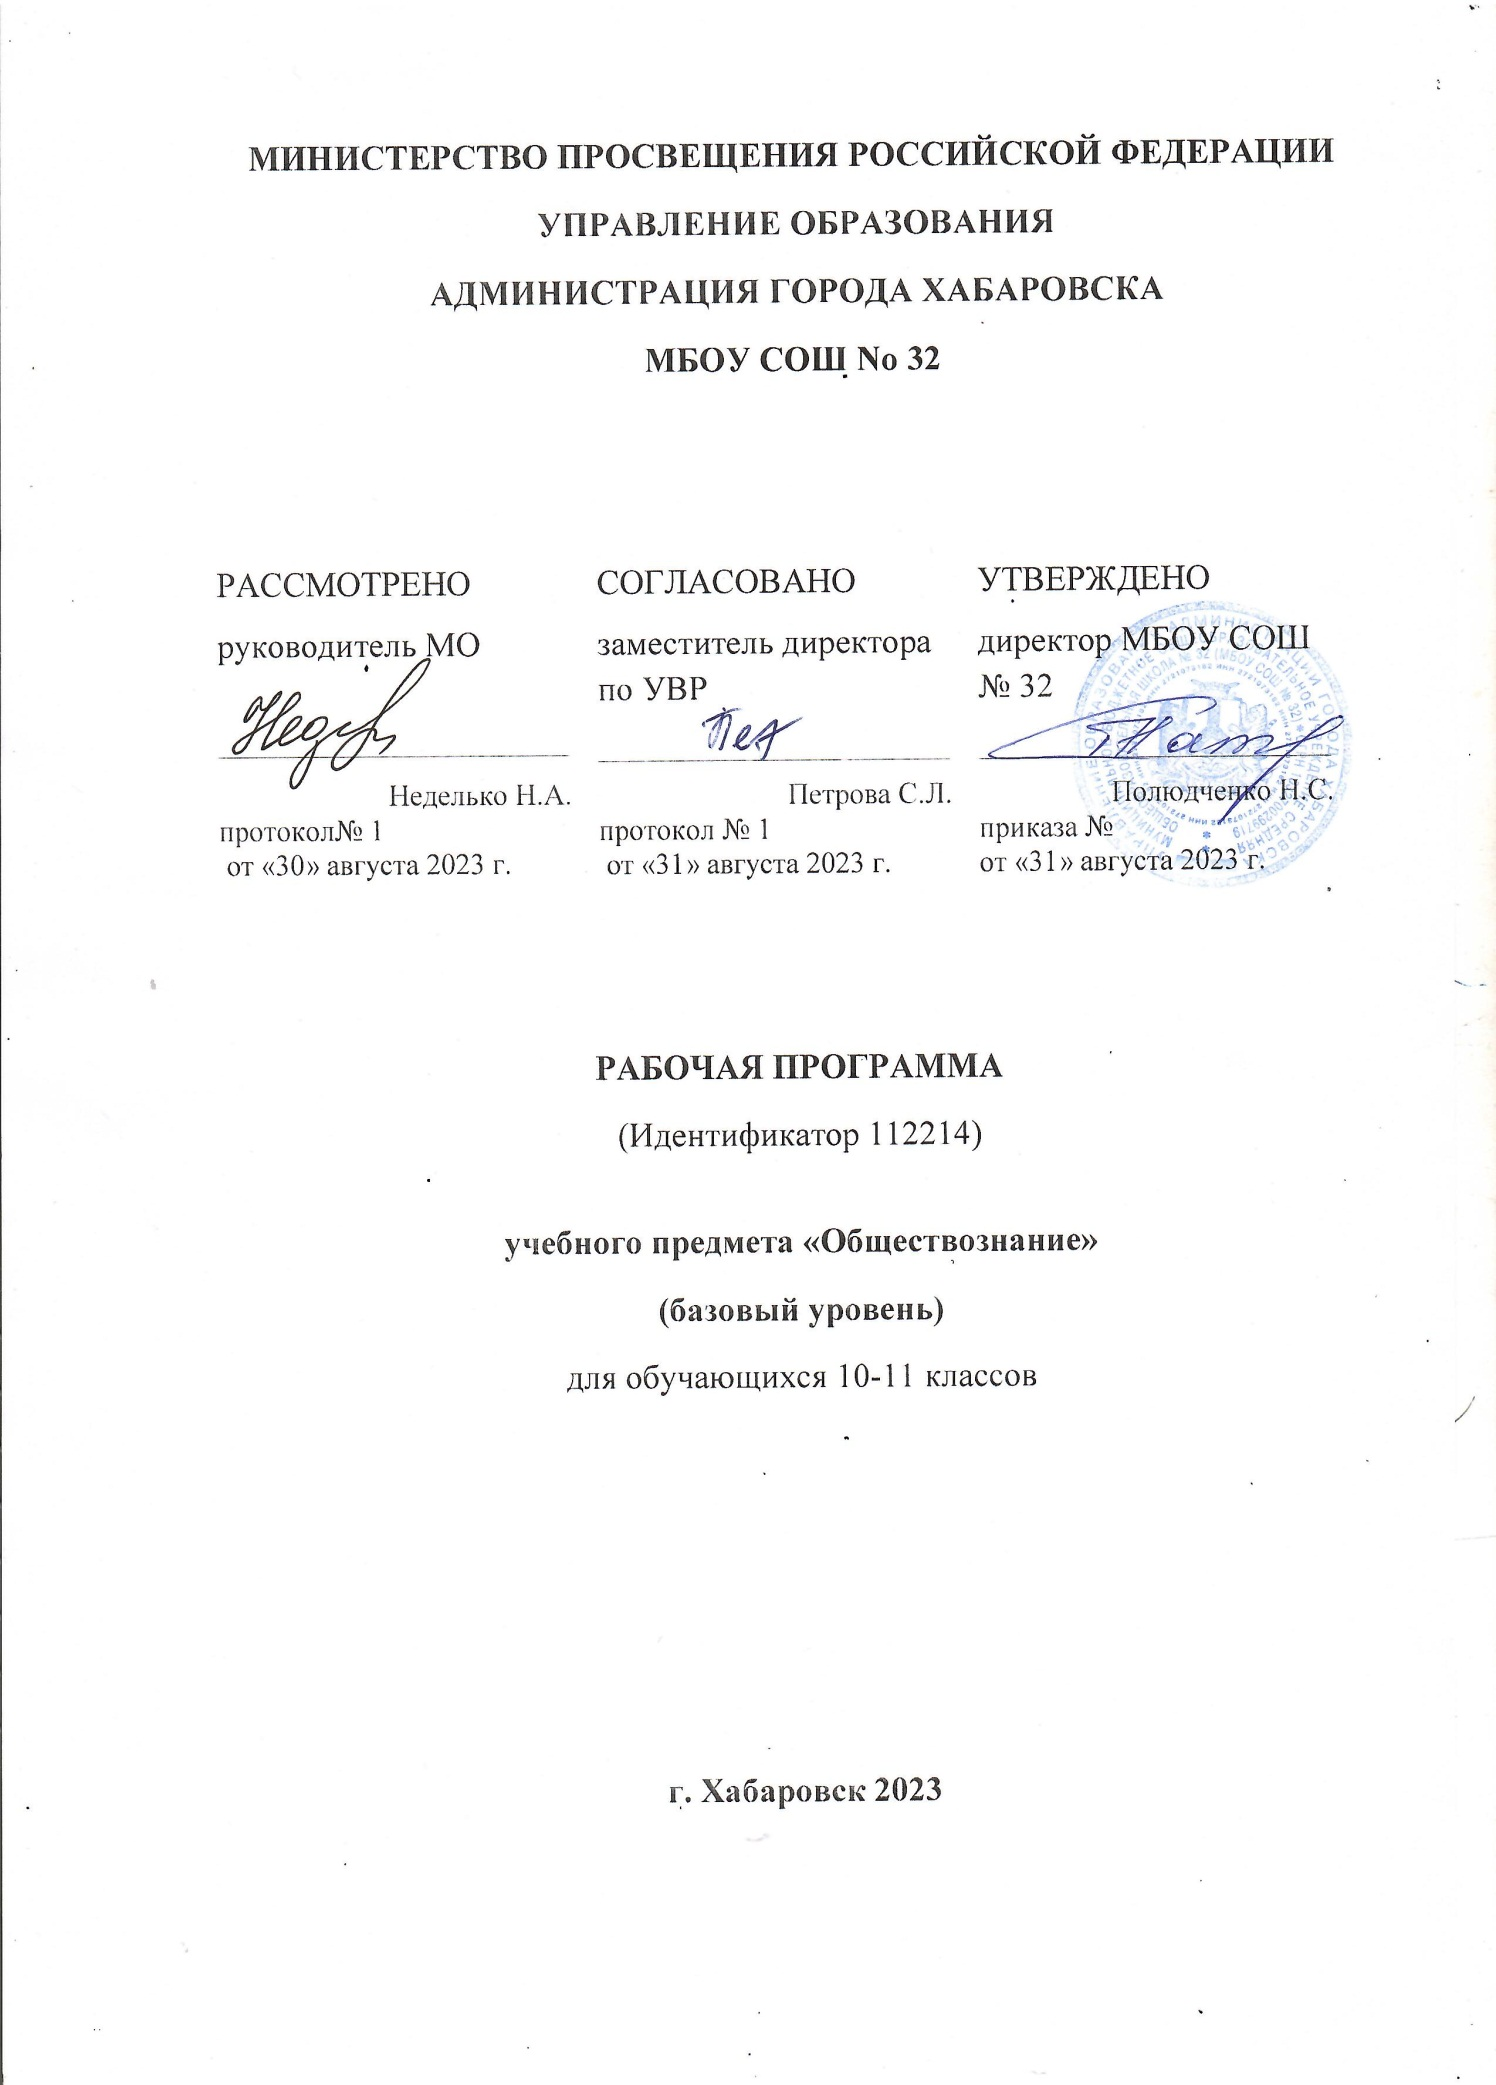 МИНИСТЕРСТВО ПРОСВЕЩЕНИЯ РОССИЙСКОЙ ФЕДЕРАЦИИ
УПРАВЛЕНИЕ ОБРАЗОВАНИЯ
АДМИНИСТРАЦИЯ ГОРОДА ХАБАРОВСКА
МБОУ СОШ No 32
РАССМОТРЕНО
руководитель МО
Неделько Н.А.
протокол№ 1
от «30» августа 2023 г.
СОГЛАСОВАНО
заместитель директора
по УВР
Петрова С.Л.
протокол № 1
от «31» августа 2023 г.
УТВЕРЖДЕНО
директор МБОУ СОШ
№ 32
Полюдченко Н.С.
приказа №
от «31» августа 2023 г.
РАБОЧАЯ ПРОГРАММА
(Идентификатор 112214)
учебного предмета «Обществознание»
(базовый уровень)
для обучающихся 10-11 классов
г. Хабаровск 2023